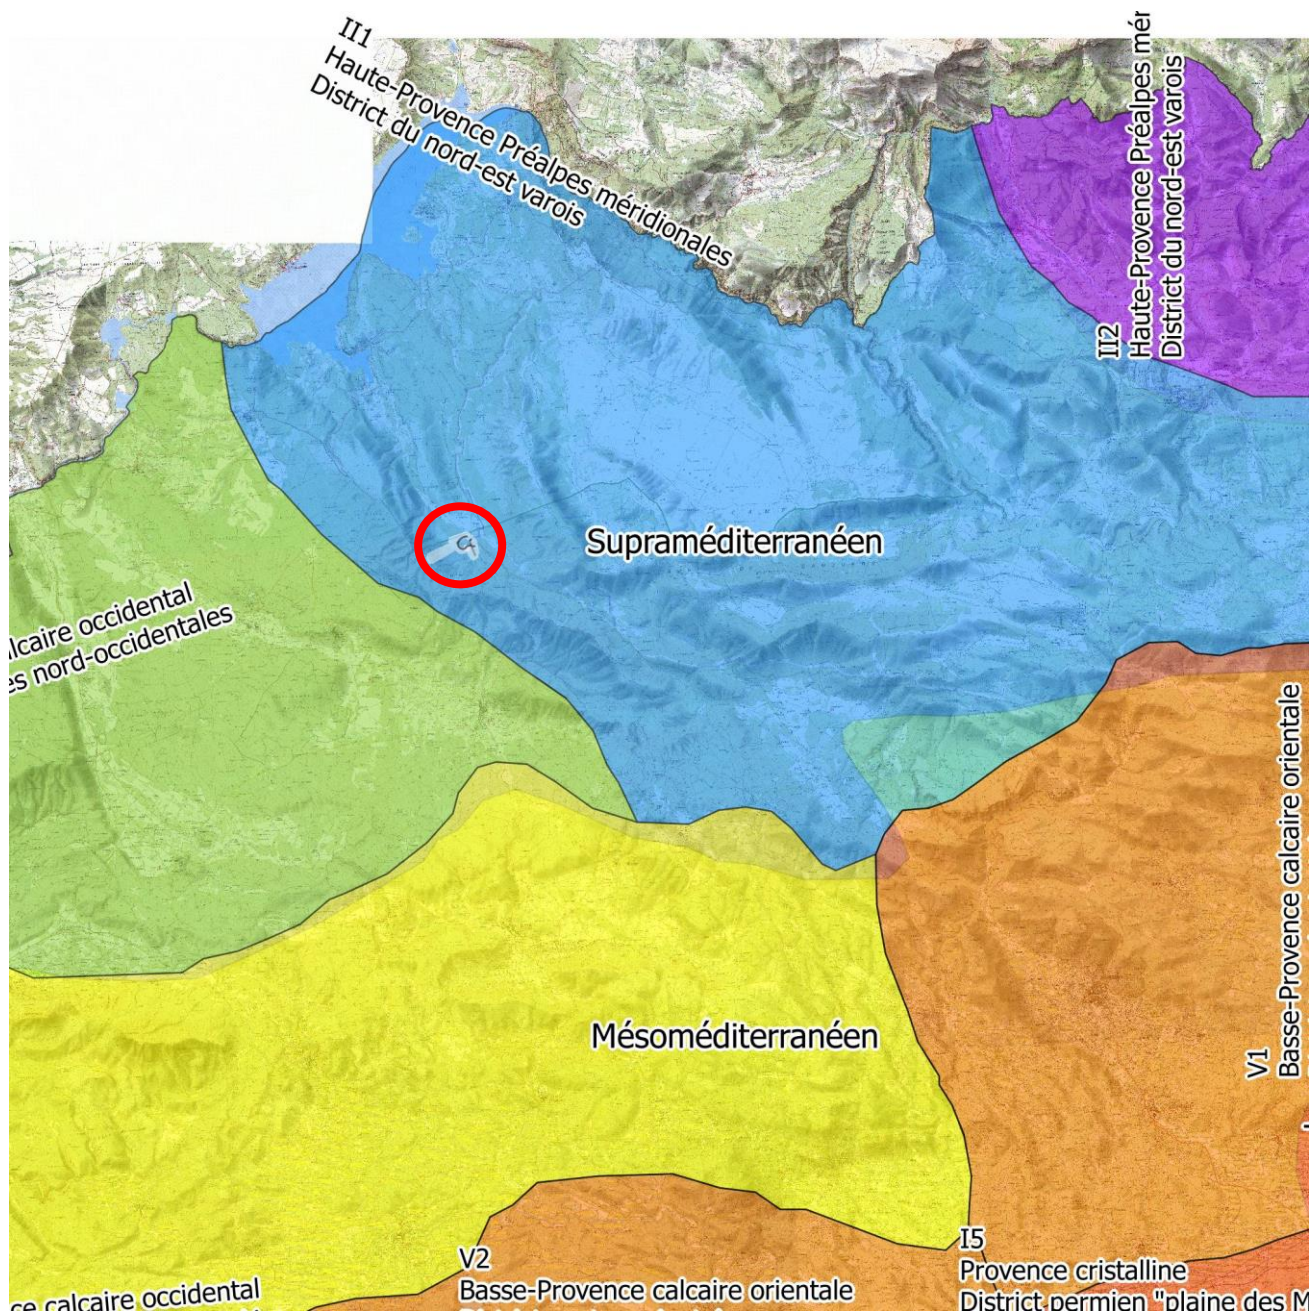 II1
Haute-Provence Préalpes méridionales
District du nord-est varois
II2
Haute-Provence Préalpes mér
District du nord-est varois
Supraméditerranéen
lcaire occidental
es nord-occidentales
Mésoméditerranéen
V1
Basse-Provence calcaire orientale
V2
Basse-Provence calcaire orientale
I5
Provence cristalline
District permien "plaine des M
ce calcaire occidental